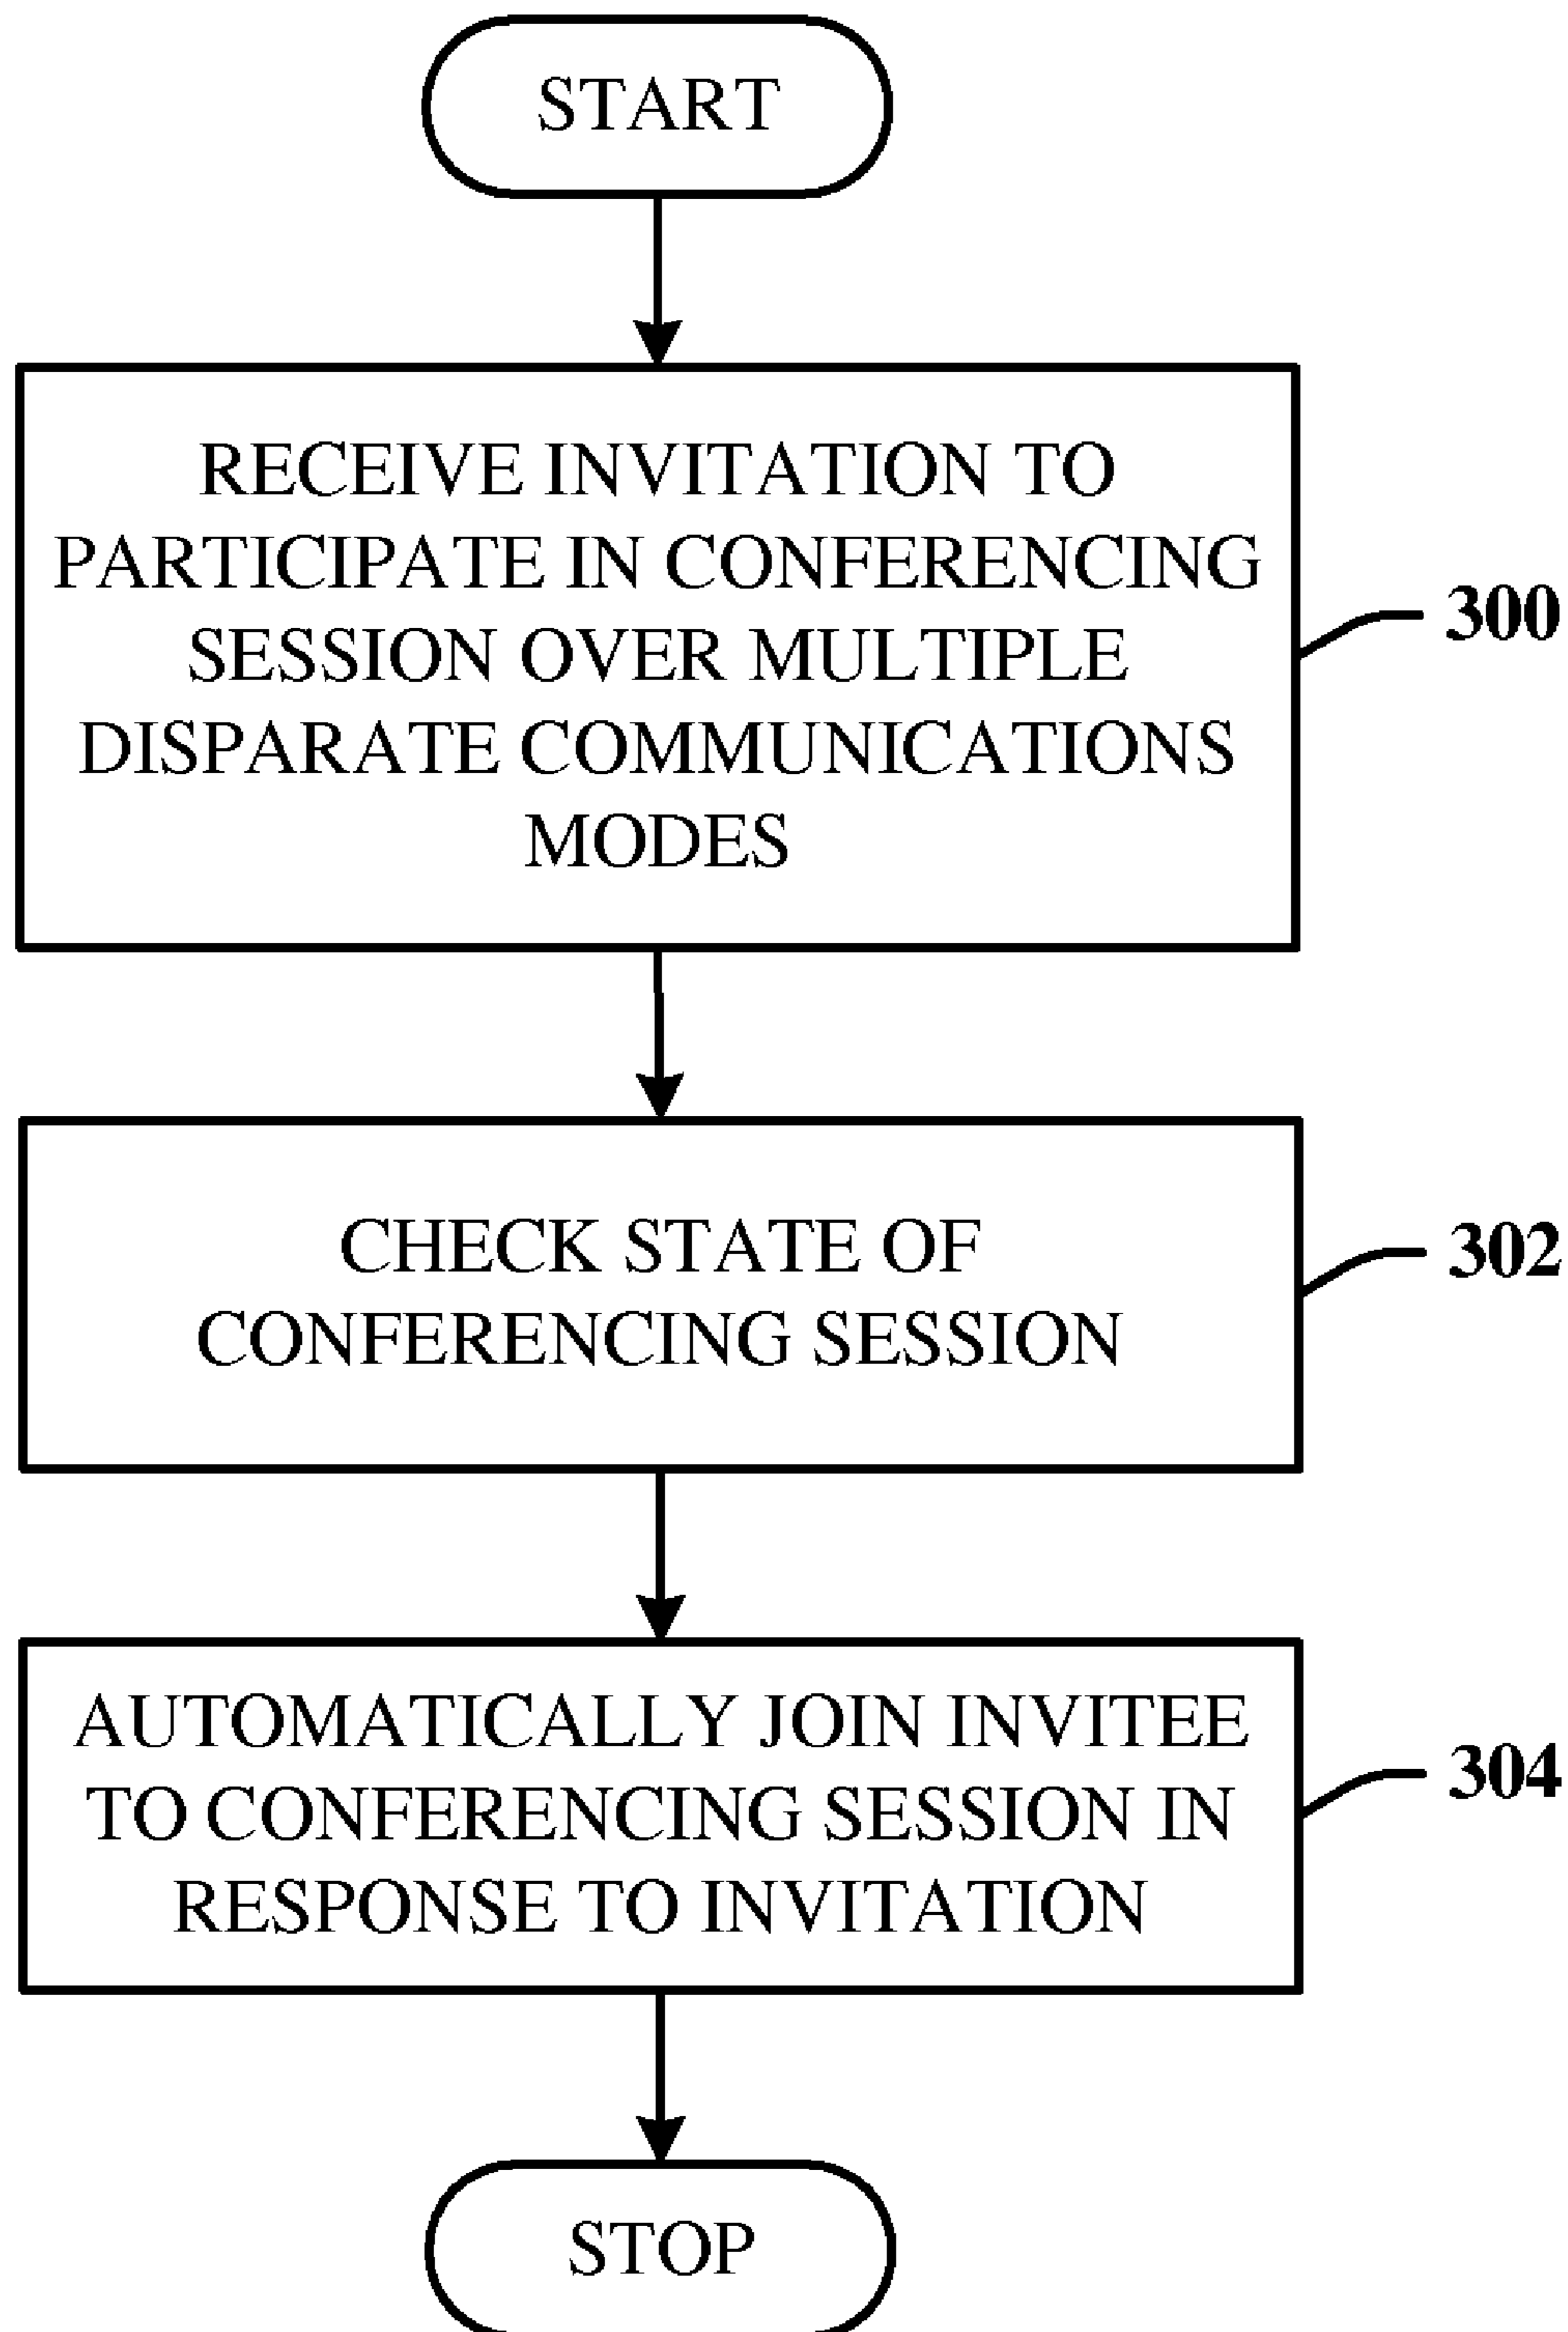 START
RECEIVE INVITATION TO
PARTICIPATE IN CONFERENCING
SESSION OVER MULTIPLE
DISPARATE COMMUNICATIONS
MODES
300
CHECK STATE OF
CONFERENCING SESSION
302
AUTOMATICALLY JOIN INVITEE
TO CONFERENCING SESSION IN
RESPONSE TO INVITATION
304
STOP